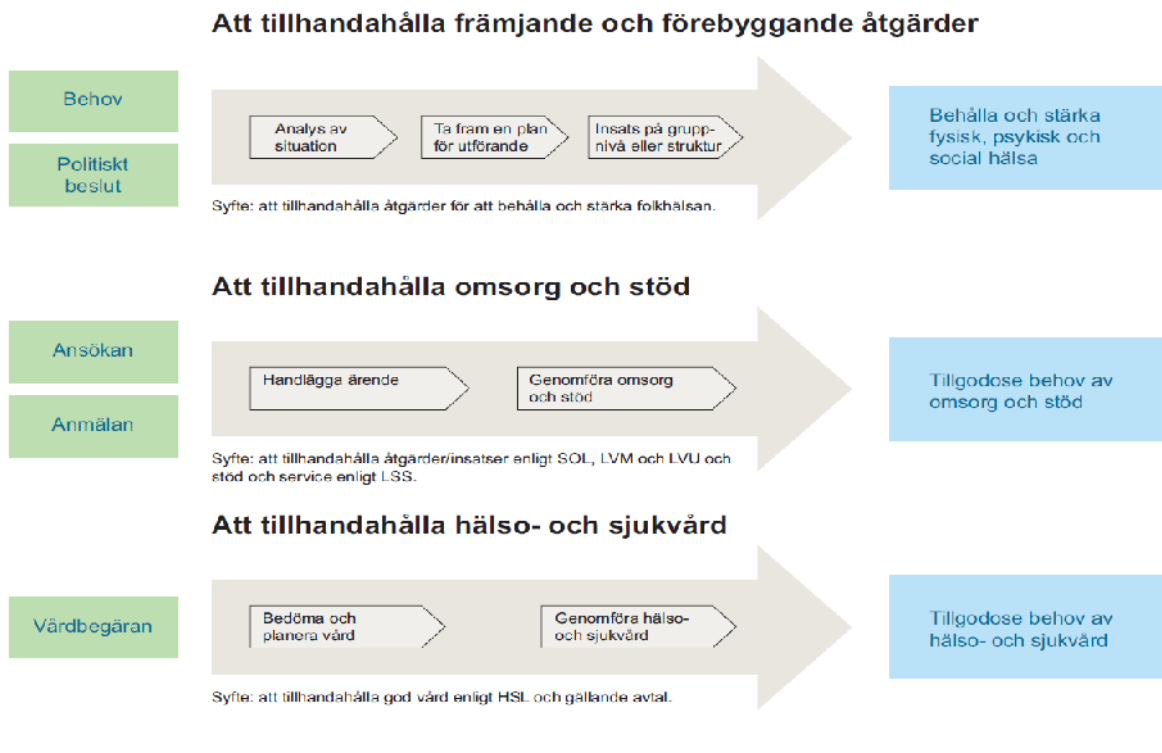 Att tillhandahålla främjande och förebyggande åtgärder
Behov
Politiskt
beslut
Analys av
situation
Ta fram en plan
för utförande
Insats på grupp-
nivå eller struktur
Syfte: att tillhandahålla åtgärder för att behålla och stärka folkhälsan.
Behålla och stärka
fysisk, psykisk och
social hälsa
Att tillhandahålla omsorg och stöd
Ansökan
Anmälan
Handlägga ärende
Genomföra omsorg
och stöd
Syfte: att tillhandahålla åtgärder/insatser enligt SOL, LVM och LVU och
stöd och service enligt LSS.
Tillgodose behov av
omsorg och stöd
Att tillhandahålla hälso- och sjukvård
Vårdbegäran
Bedöma och
planera vård
Genomföra hälso-
och sjukvård
Syfte: att tillhandahålla god vård enligt HSL och gällande avtal.
Tillgodose behov av
hälso- och sjukvård